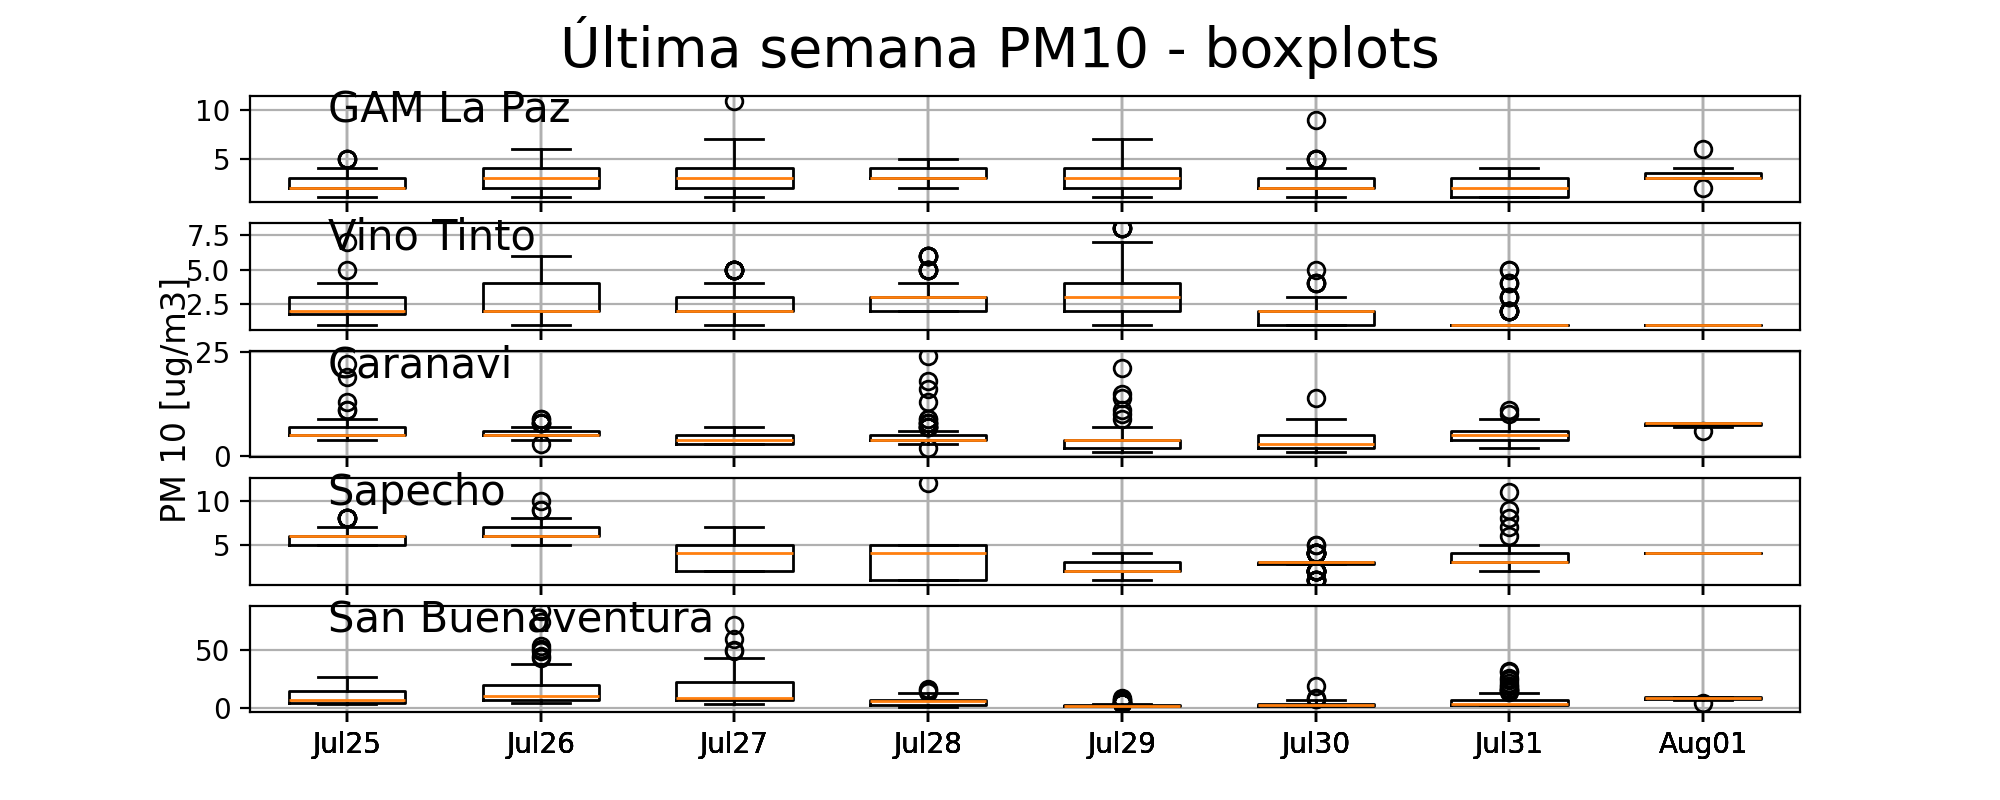 Última semana PM10 - boxplots
GAM La Paz
10
5
Vino Tinto
7.5
5.0
2.5
PM 10 [ug/m3]
Caranavi
25
0
Sapecho
10
5
San Buenaventura
50
0
Jul25 Jul26 Jul27 Jul28 Jul29 Jul30 Jul31 Aug01